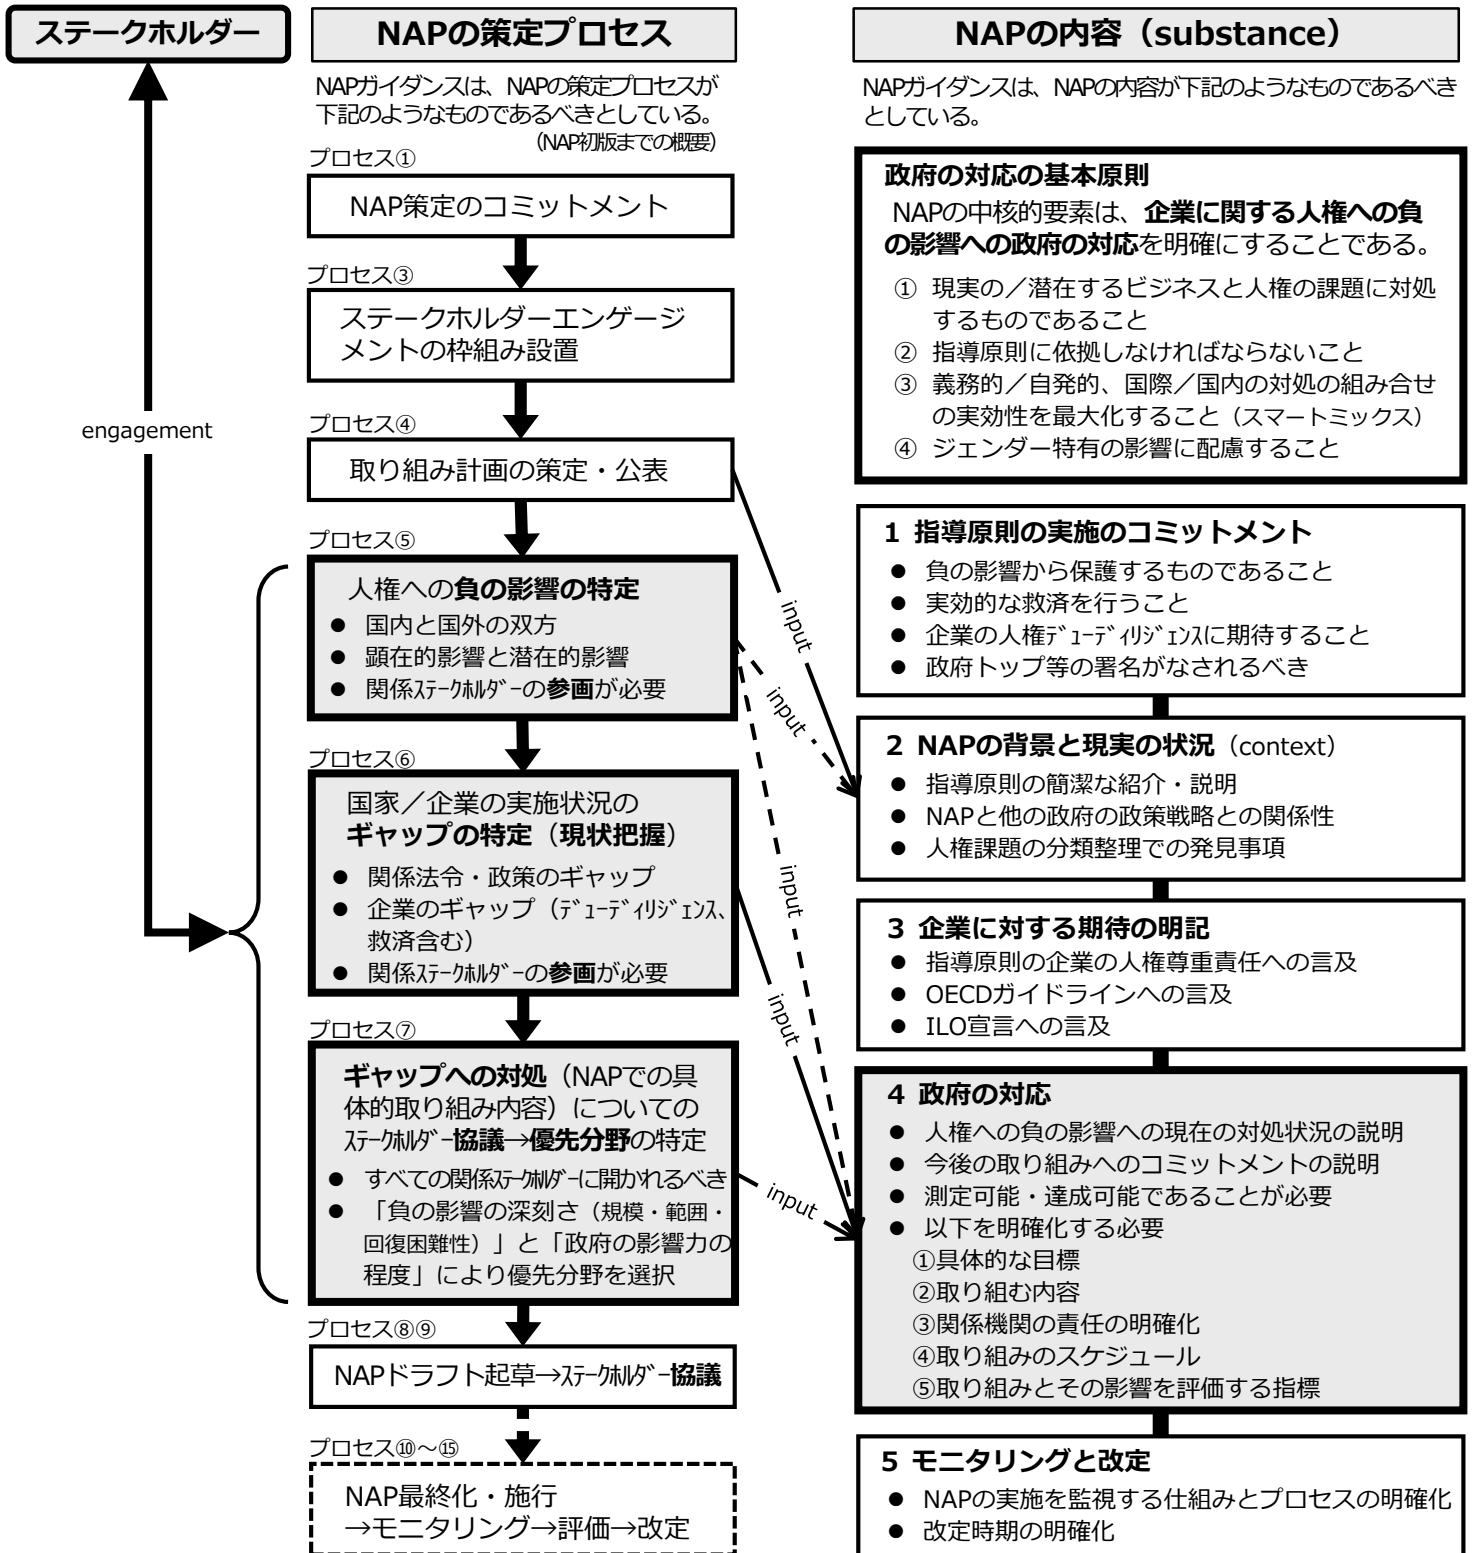 ステークホルダー
engagement
NAPの策定プロセス
NAPガイダンスは、NAPの策定プロセスが
下記のようなものであるべきとしている。
（NAP初版までの概要）
プロセス①
NAP策定のコミットメント
プロセス③
ステークホルダーエンゲージ
メントの枠組み設置
プロセス④
取り組み計画の策定・公表
プロセス⑤
人権への負の影響の特定
● 国内と国外の双方
● 顕在的影響と潜在的影響
● 関係ｽﾃｰｸﾎﾙﾀﾞｰの参画が必要
プロセス⑥
国家／企業の実施状況の
ギャップの特定（現状把握）
● 関係法令・政策のギャップ
● 企業のギャップ（ﾃﾞｭｰﾃﾞｨﾘｼﾞｪﾝｽ、
救済含む）
● 関係ｽﾃｰｸﾎﾙﾀﾞｰの参画が必要
プロセス⑦
ギャップへの対処（NAPでの具
体的取り組み内容）についての
ｽﾃｰｸﾎﾙﾀﾞｰ協議→優先分野の特定
● すべての関係ｽﾃｰｸﾎﾙﾀﾞｰに開かれるべき
● 「負の影響の深刻さ（規模・範囲・
回復困難性）」と「政府の影響力の
程度」により優先分野を選択
プロセス⑧⑨
NAPドラフト起草→ｽﾃｰｸﾎﾙﾀﾞｰ協議
プロセス⑩～⑮
NAP最終化・施行
→モニタリング→評価→改定
input
input
input
input
input
NAPの内容（substance）
NAPガイダンスは、NAPの内容が下記のようなものであるべき
としている。
政府の対応の基本原則
NAPの中核的要素は、企業に関する人権への負
の影響への政府の対応を明確にすることである。
① 現実の／潜在するビジネスと人権の課題に対処
するものであること
② 指導原則に依拠しなければならないこと
③ 義務的／自発的、国際／国内の対処の組み合せ
の実効性を最大化すること（スマートミックス）
④ ジェンダー特有の影響に配慮すること
1 指導原則の実施のコミットメント
● 負の影響から保護するものであること
● 実効的な救済を行うこと
● 企業の人権ﾃﾞｭｰﾃﾞｨﾘｼﾞｪﾝｽに期待すること
● 政府トップ等の署名がなされるべき
2 NAPの背景と現実の状況（context）
● 指導原則の簡潔な紹介・説明
● NAPと他の政府の政策戦略との関係性
● 人権課題の分類整理での発見事項
3 企業に対する期待の明記
● 指導原則の企業の人権尊重責任への言及
● OECDガイドラインへの言及
● ILO宣言への言及
4 政府の対応
● 人権への負の影響への現在の対処状況の説明
● 今後の取り組みへのコミットメントの説明
● 測定可能・達成可能であることが必要
● 以下を明確化する必要
①具体的な目標
②取り組む内容
③関係機関の責任の明確化
④取り組みのスケジュール
⑤取り組みとその影響を評価する指標
5 モニタリングと改定
● NAPの実施を監視する仕組みとプロセスの明確化
● 改定時期の明確化